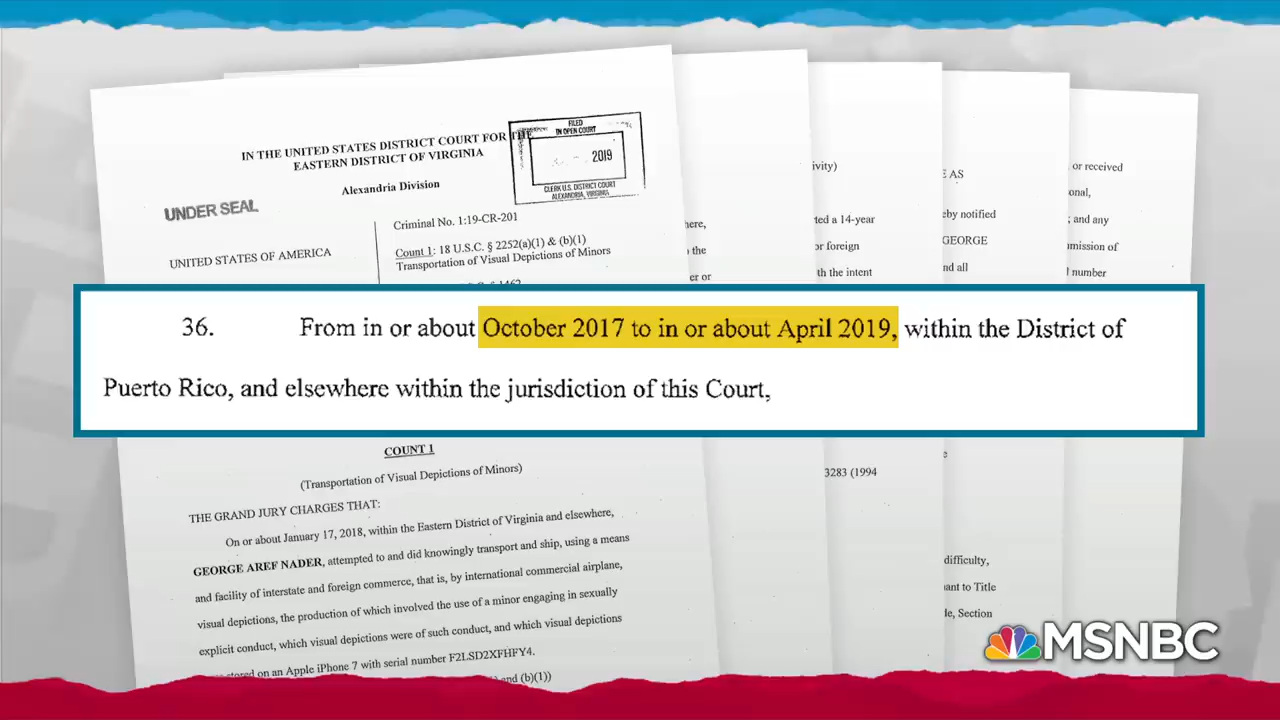 IN THE UNITED STATES DISTRICT COURT FOR THE
EASTERN DISTRICT OF VIRGINIA
Alexandria Division
FILED
IN OPEN COURT
2019
CLERK U.S. DISTRICT COURT
ALEXANDRIA, VIRGINIA
UNDER SEAL
UNITED STATES OF AMERICA
Criminal No. 1:19-CR-201
Count 1: 18 U.S.C. § 2252(a)(1) & (b)(1)
Transportation of Visual Depictions of Minors
§ 1462
36. From in or about October 2017 to in or about April 2019, within the District of
Puerto Rico, and elsewhere within the jurisdiction of this Court,
COUNT 1
(Transportation of Visual Depictions of Minors)
THE GRAND JURY CHARGES THAT:
On or about January 17, 2018, within the Eastern District of Virginia and elsewhere,
GEORGE AREF NADER, attempted to and did knowingly transport and ship, using a means
and facility of interstate and foreign commerce, that is, by international commercial airplane,
visual depictions, the production of which involved the use of a minor engaging in sexually
explicit conduct, which visual depictions were of such conduct, and which visual depictions
stored on an Apple iPhone 7 with serial number F2LSD2XFHFY4.
and (b)(1))
here,
the
er or
ivity)
ted a 14-year
or foreign
th the intent
3283 (1994
E AS
eby notified
GEORGE
nd all
e
difficulty,
ant to Title
le, Section
or received
onal,
; and any
mission of
number
MSNBC